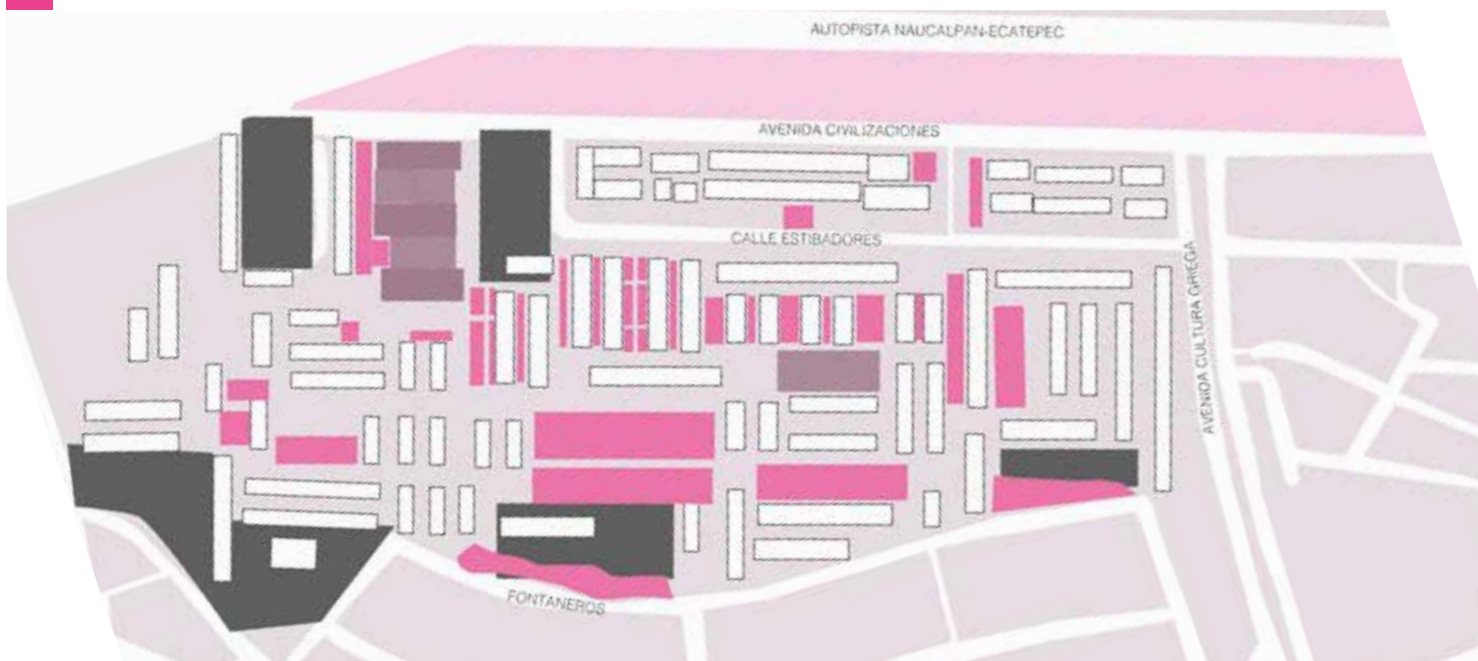 AUTOPISTA NAUCALPAN-ECATEPEC
AVENIDA CIVILIZACIONES
CALLE ESTIBADORES
AVENIDA CULTURA GRIEGA
FONTANEROS